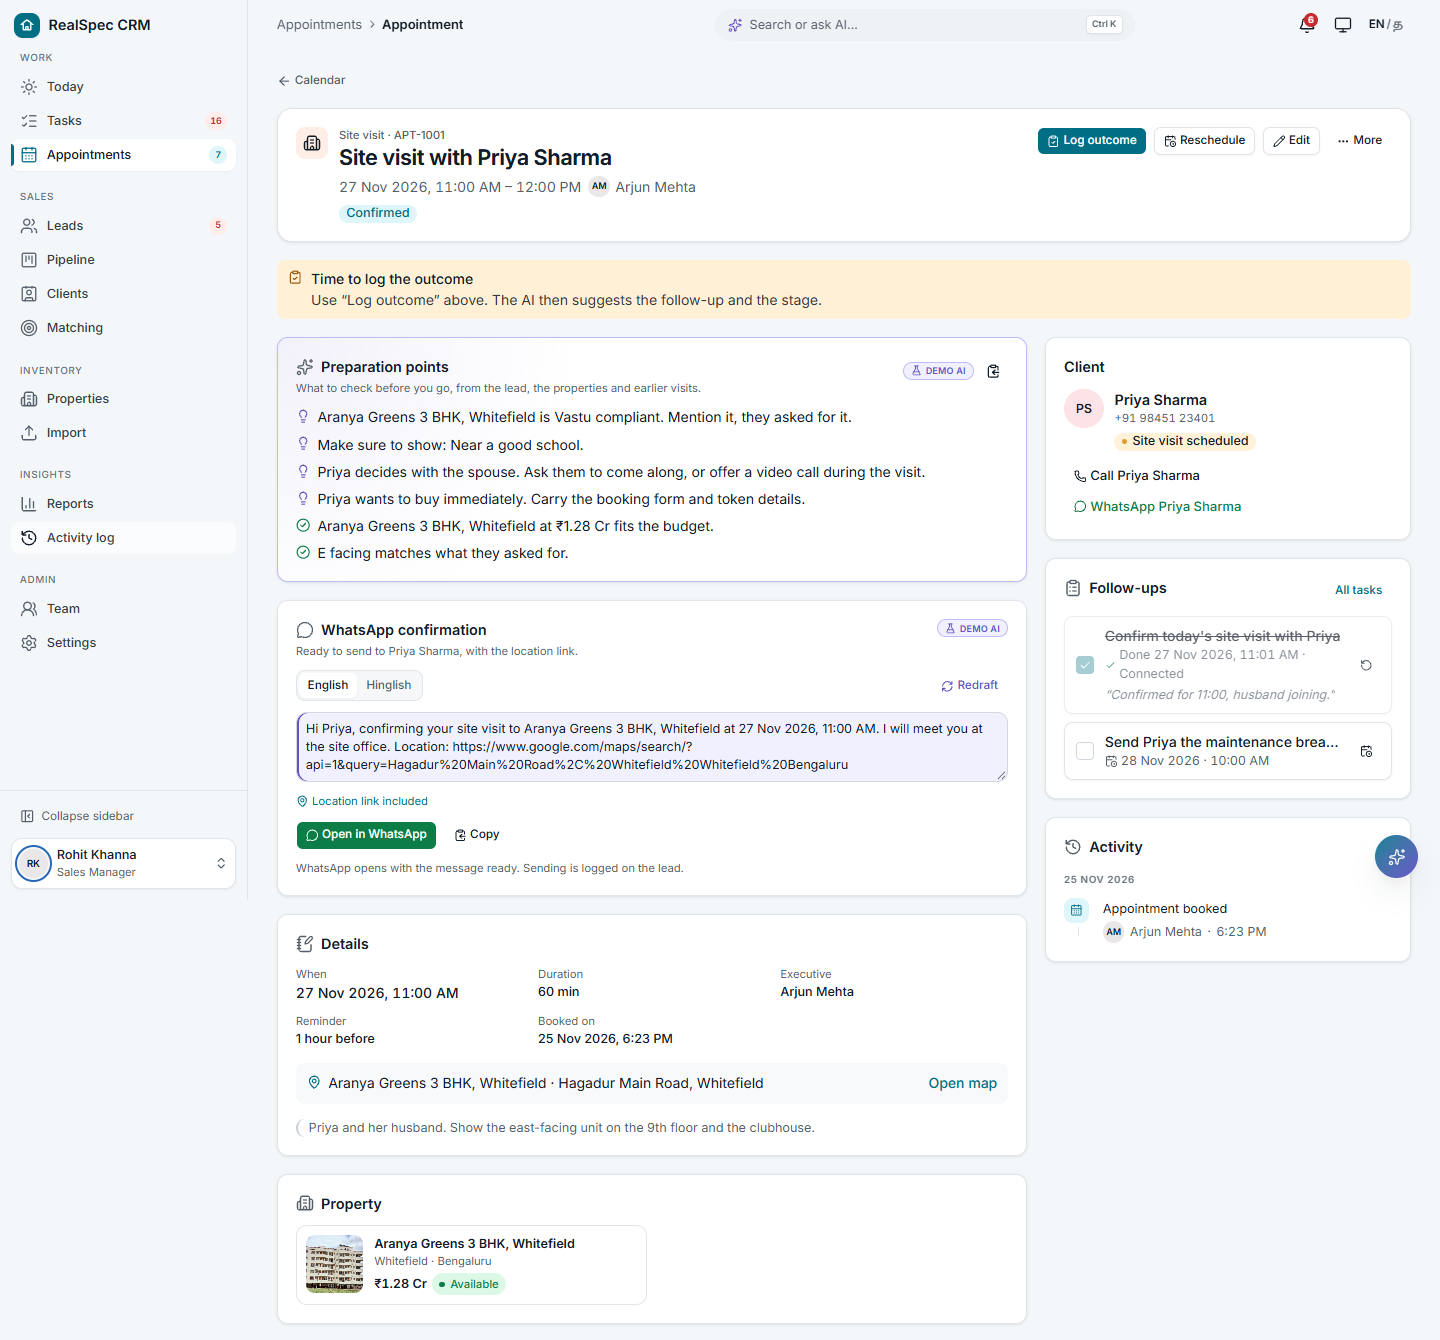 RealSpec CRM
WORK
Today
Tasks 16
Appointments 7
SALES
Leads 5
Pipeline
Clients
Matching
INVENTORY
Properties
Import
INSIGHTS
Reports
Activity log
ADMIN
Team
Settings
Collapse sidebar
RK
Rohit Khanna
Sales Manager
Appointments > Appointment
Search or ask AI...
Ctrl K
6
EN / த
Calendar
Site visit · APT-1001
Site visit with Priya Sharma
27 Nov 2026, 11:00 AM – 12:00 PM AM Arjun Mehta
Confirmed
Log outcome
Reschedule
Edit
More
Time to log the outcome
Use “Log outcome” above. The AI then suggests the follow-up and the stage.
Preparation points
DEMO AI
What to check before you go, from the lead, the properties and earlier visits.
Aranya Greens 3 BHK, Whitefield is Vastu compliant. Mention it, they asked for it.
Make sure to show: Near a good school.
Priya decides with the spouse. Ask them to come along, or offer a video call during the visit.
Priya wants to buy immediately. Carry the booking form and token details.
Aranya Greens 3 BHK, Whitefield at ₹1.28 Cr fits the budget.
E facing matches what they asked for.
WhatsApp confirmation
DEMO AI
Ready to send to Priya Sharma, with the location link.
English
Hinglish
Redraft
Hi Priya, confirming your site visit to Aranya Greens 3 BHK, Whitefield at 27 Nov 2026, 11:00 AM. I will meet you at
the site office. Location: https://www.google.com/maps/search/?
api=1&query=Hagadur%20Main%20Road%2C%20Whitefield%20Whitefield%20Bengaluru
Location link included
Open in WhatsApp
Copy
WhatsApp opens with the message ready. Sending is logged on the lead.
Details
When
27 Nov 2026, 11:00 AM
Duration
60 min
Executive
Arjun Mehta
Reminder
1 hour before
Booked on
25 Nov 2026, 6:23 PM
Aranya Greens 3 BHK, Whitefield · Hagadur Main Road, Whitefield
Open map
Priya and her husband. Show the east-facing unit on the 9th floor and the clubhouse.
Property
Aranya Greens 3 BHK, Whitefield
Whitefield · Bengaluru
₹1.28 Cr
Available
Client
PS
Priya Sharma
+91 98451 23401
Site visit scheduled
Call Priya Sharma
WhatsApp Priya Sharma
Follow-ups
All tasks
Confirm today's site visit with Priya
Done 27 Nov 2026, 11:01 AM ·
Connected
"Confirmed for 11:00, husband joining."
Send Priya the maintenance brea...
28 Nov 2026 · 10:00 AM
Activity
25 NOV 2026
Appointment booked
AM Arjun Mehta · 6:23 PM